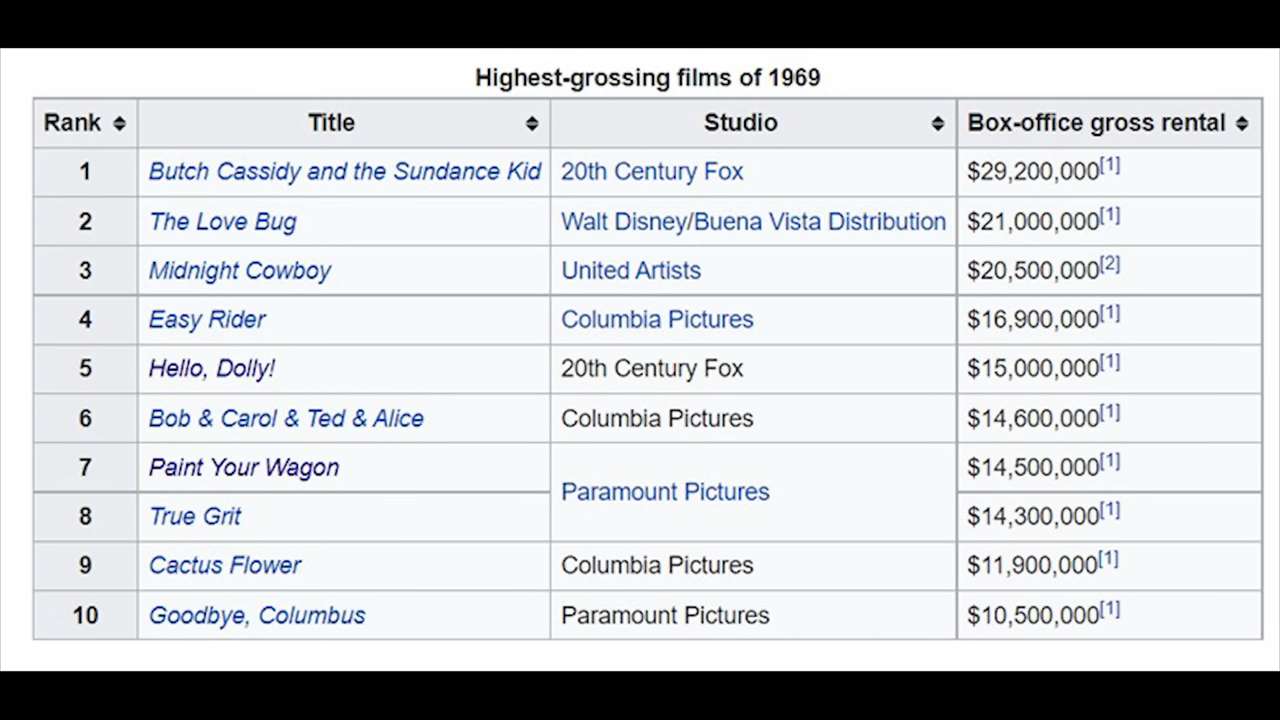 Highest-grossing films of 1969
Rank Title Studio Box-office gross rental
1 Butch Cassidy and the Sundance Kid 20th Century Fox $29,200,000[1]
2 The Love Bug Walt Disney/Buena Vista Distribution $21,000,000[1]
3 Midnight Cowboy United Artists $20,500,000[2]
4 Easy Rider Columbia Pictures $16,900,000[1]
5 Hello, Dolly! 20th Century Fox $15,000,000[1]
6 Bob & Carol & Ted & Alice Columbia Pictures $14,600,000[1]
7 Paint Your Wagon $14,500,000[1]
Paramount Pictures
8 True Grit $14,300,000[1]
9 Cactus Flower Columbia Pictures $11,900,000[1]
10 Goodbye, Columbus Paramount Pictures $10,500,000[1]